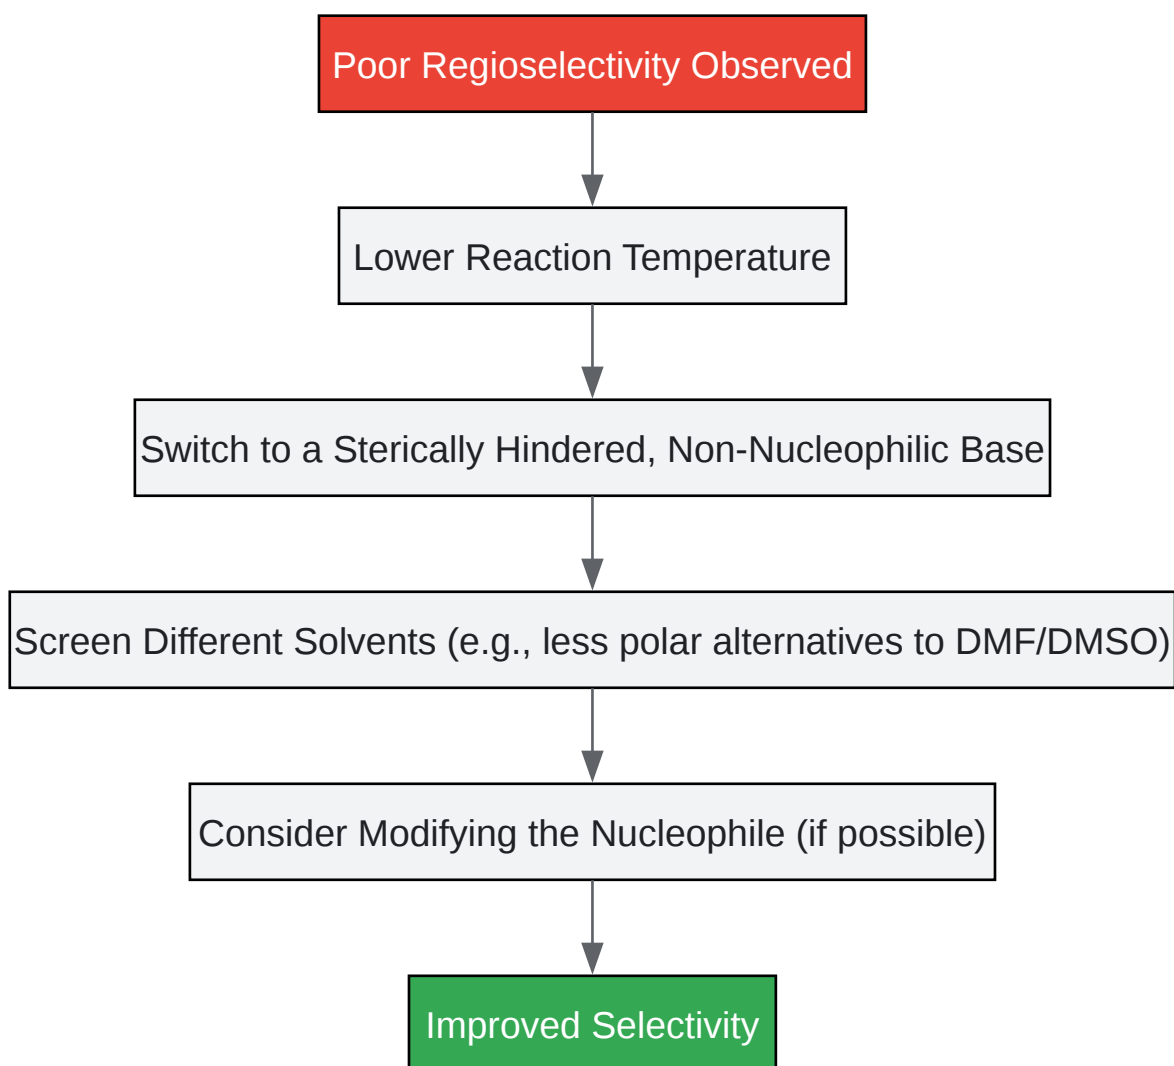 Poor Regioselectivity Observed
Lower Reaction Temperature
Switch to a Sterically Hindered, Non-Nucleophilic Base
Screen Different Solvents (e.g., less polar alternatives to DMF/DMSO)
Consider Modifying the Nucleophile (if possible)
Improved Selectivity